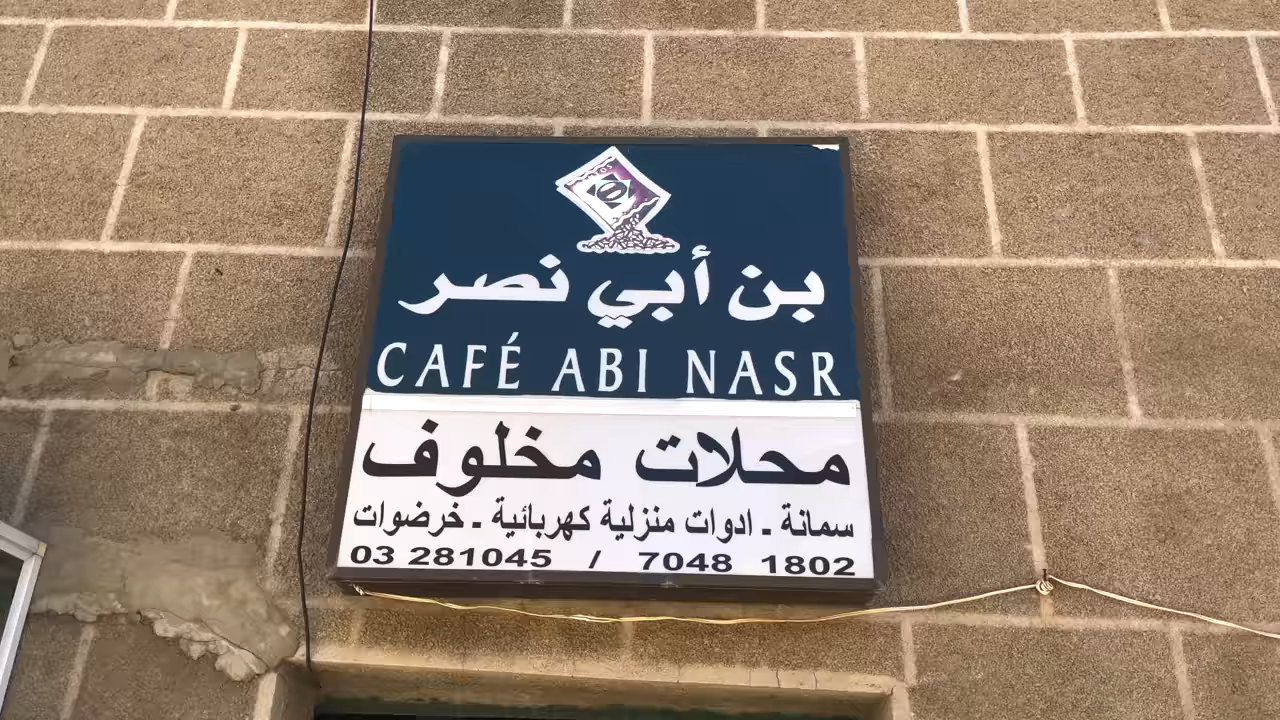 بن أبي نصر
CAFÉ ABI NASR
محلات مخلوف
سمانة - ادوات منزلية كهربائية - خرضوات
03 281045 / 7048 1802